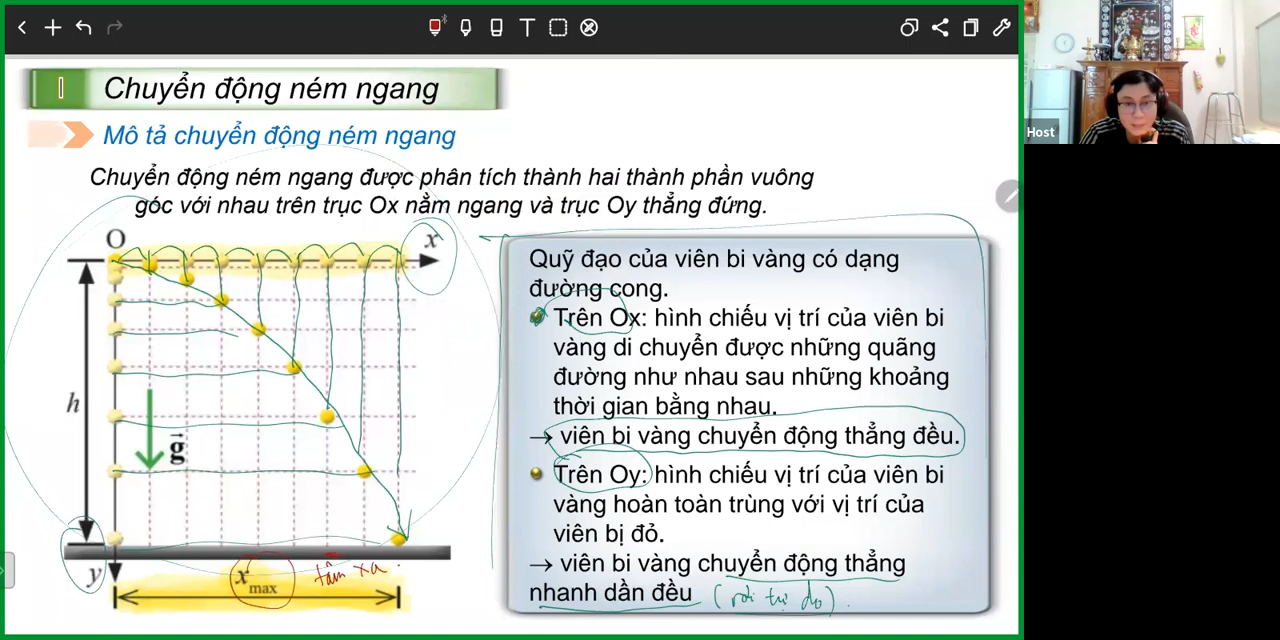 I
Chuyển động ném ngang
Mô tả chuyển động ném ngang
Chuyển động ném ngang được phân tích thành hai thành phần vuông
góc với nhau trên trục Ox nằm ngang và trục Oy thẳng đứng.
O
x
h
g
y
x max
tầm xa
Quỹ đạo của viên bi vàng có dạng
đường cong.
Trên Ox: hình chiếu vị trí của viên bi
vàng di chuyển được những quãng
đường như nhau sau những khoảng
thời gian bằng nhau.
→ viên bi vàng chuyển động thẳng đều.
Trên Oy: hình chiếu vị trí của viên bi
vàng hoàn toàn trùng với vị trí của
viên bị đỏ.
→ viên bi vàng chuyển động thẳng
nhanh dần đều (rơi tự do).
Host